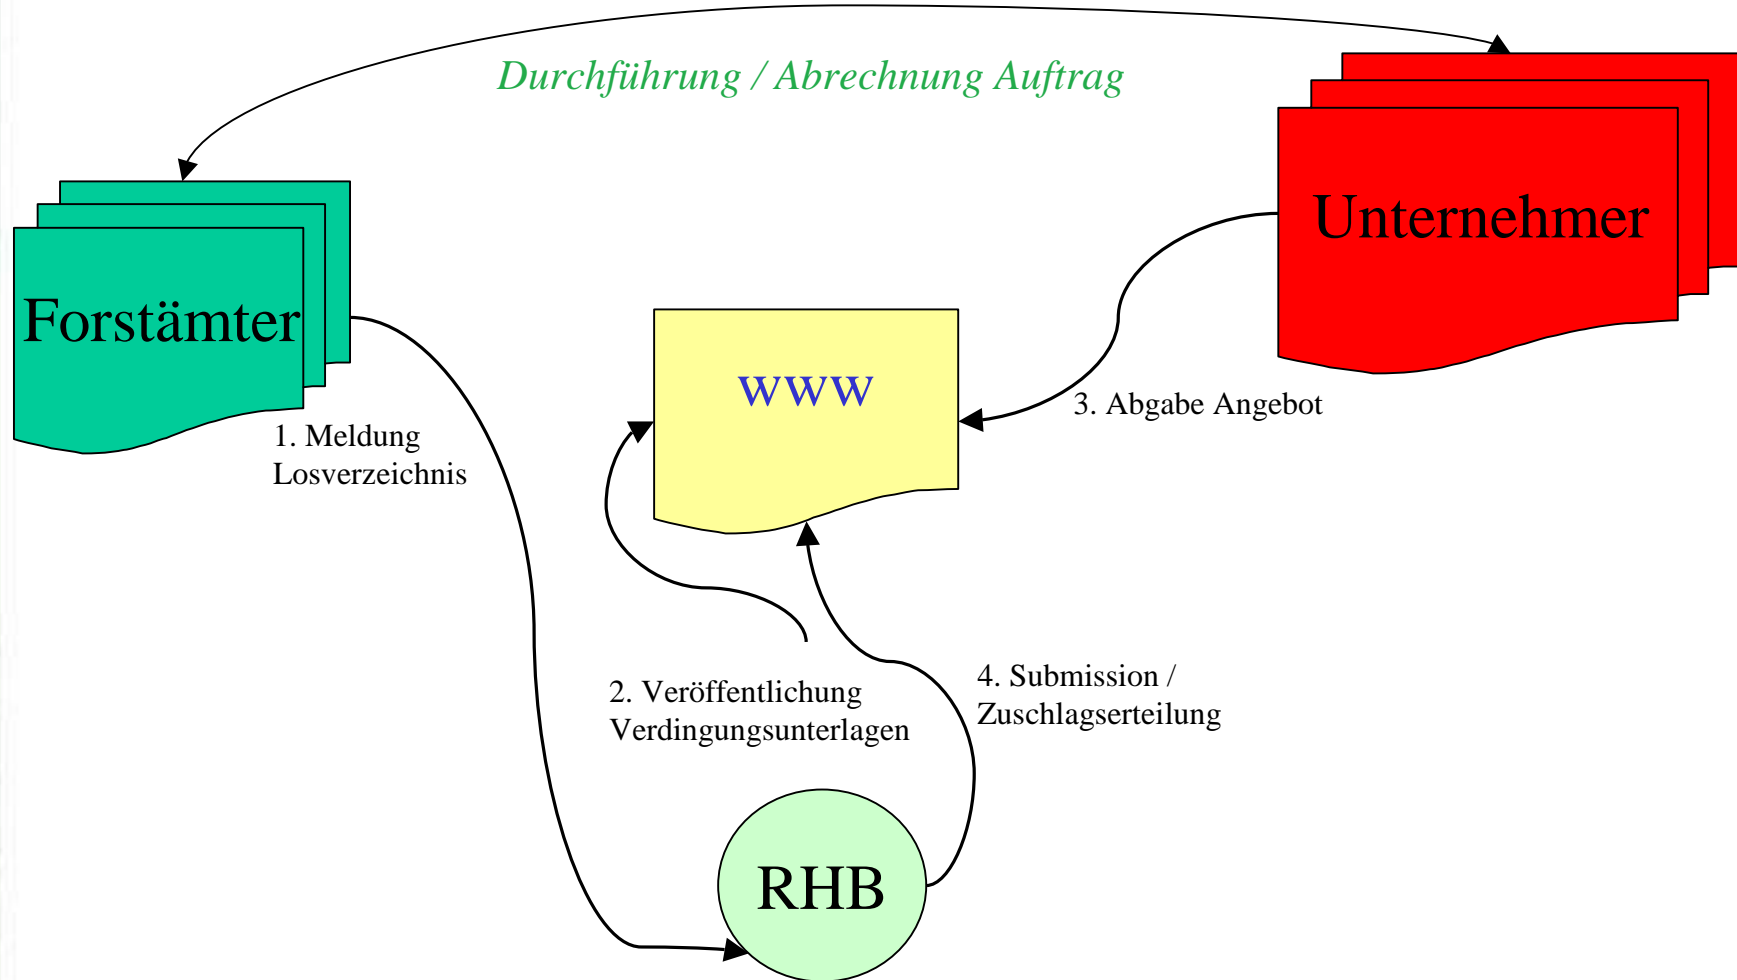 Durchführung / Abrechnung Auftrag
Unternehmer
Forstämter
www
3. Abgabe Angebot
1. Meldung
Losverzeichnis
2. Veröffentlichung
Verdingungsunterlagen
4. Submission /
Zuschlagserteilung
RHB